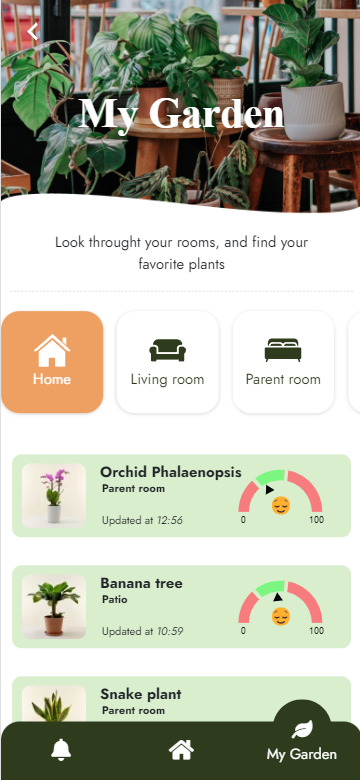 My Garden
Look throught your rooms, and find your
favorite plants
Home
Living room
Parent room
Orchid Phalaenopsis
Parent room
Updated at 12:56
0
100
Banana tree
Patio
Updated at 10:59
0
100
Snake plant
Parent room
My Garden